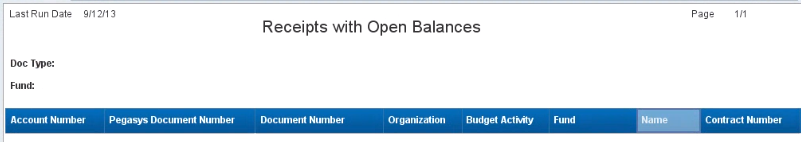 Last Run Date 9/12/13 Page 1/1
Receipts with Open Balances
Doc Type:
Fund:
Account Number Pegasys Document Number Document Number Organization Budget Activity Fund Name Contract Number